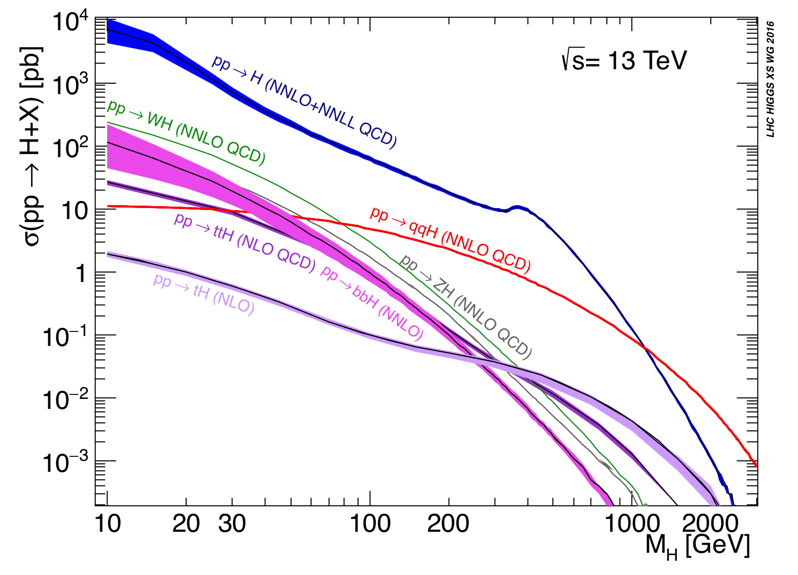 σ(pp → H+X) [pb]
10⁴
10³
10²
10
1
10⁻¹
10⁻²
10⁻³
√s= 13 TeV
LHC HIGGS XS WG 2016
pp → H (NNLO+NNLL QCD)
pp → WH (NNLO QCD)
pp → qqH (NNLO QCD)
pp → ttH (NLO QCD)
pp → ZH (NNLO QCD)
pp → bbH (NNLO)
pp → tH (NLO)
10 20 30 100 200 1000 2000
M_H [GeV]